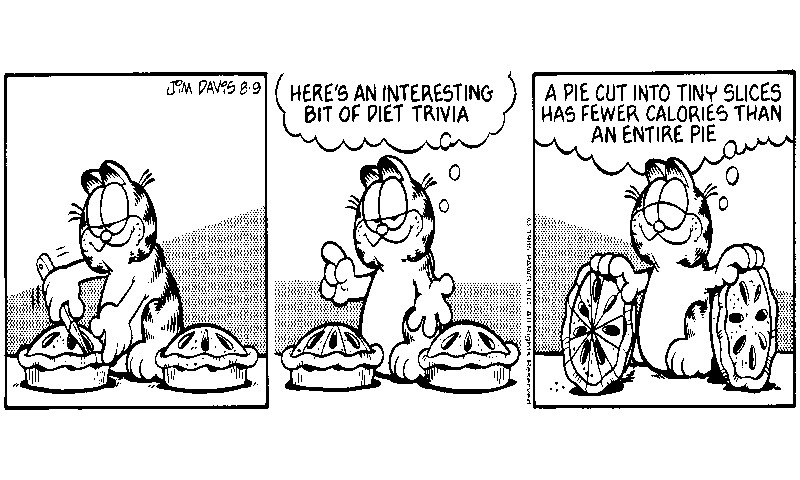 JIM DAVIS 8-9
HERE'S AN INTERESTING
BIT OF DIET TRIVIA
A PIE CUT INTO TINY SLICES
HAS FEWER CALORIES THAN
AN ENTIRE PIE